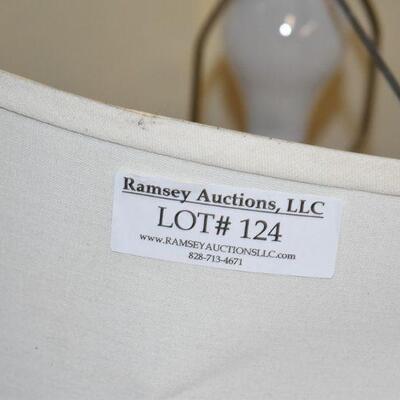 Ramsey Auctions, LLC
LOT# 124
www.RAMSEYAUCTIONSLLC.com
828-713-4671